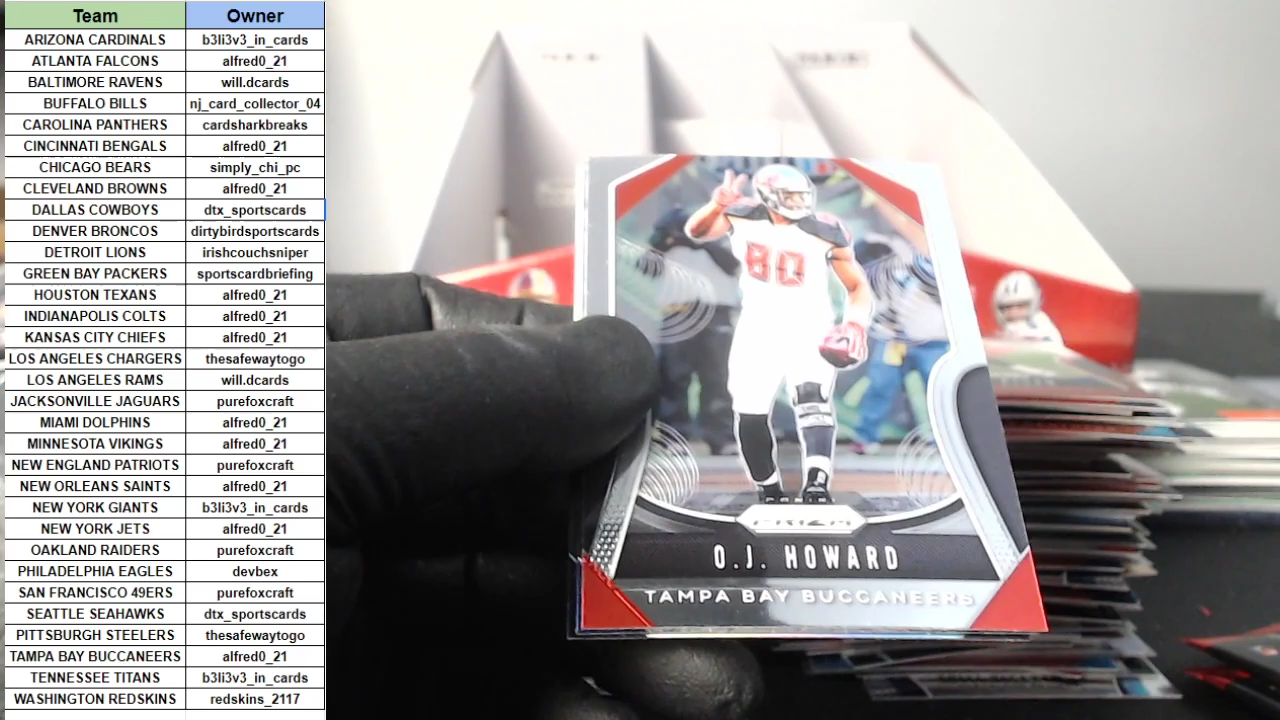 Team Owner
ARIZONA CARDINALS b3li3v3_in_cards
ATLANTA FALCONS alfred0_21
BALTIMORE RAVENS will.dcards
BUFFALO BILLS nj_card_collector_04
CAROLINA PANTHERS cardsharkbreaks
CINCINNATI BENGALS alfred0_21
CHICAGO BEARS simply_chi_pc
CLEVELAND BROWNS alfred0_21
DALLAS COWBOYS dtx_sportscards
DENVER BRONCOS dirtybirdsportscards
DETROIT LIONS irishcouchsniper
GREEN BAY PACKERS sportscardbriefing
HOUSTON TEXANS alfred0_21
INDIANAPOLIS COLTS alfred0_21
KANSAS CITY CHIEFS alfred0_21
LOS ANGELES CHARGERS thesafewaytogo
LOS ANGELES RAMS will.dcards
JACKSONVILLE JAGUARS purefoxcraft
MIAMI DOLPHINS alfred0_21
MINNESOTA VIKINGS alfred0_21
NEW ENGLAND PATRIOTS purefoxcraft
NEW ORLEANS SAINTS alfred0_21
NEW YORK GIANTS b3li3v3_in_cards
NEW YORK JETS alfred0_21
OAKLAND RAIDERS purefoxcraft
PHILADELPHIA EAGLES devbex
SAN FRANCISCO 49ERS purefoxcraft
SEATTLE SEAHAWKS dtx_sportscards
PITTSBURGH STEELERS thesafewaytogo
TAMPA BAY BUCCANEERS alfred0_21
TENNESSEE TITANS b3li3v3_in_cards
WASHINGTON REDSKINS redskins_2117
80
PRIZM
O.J. HOWARD
TAMPA BAY BUCCANEERS